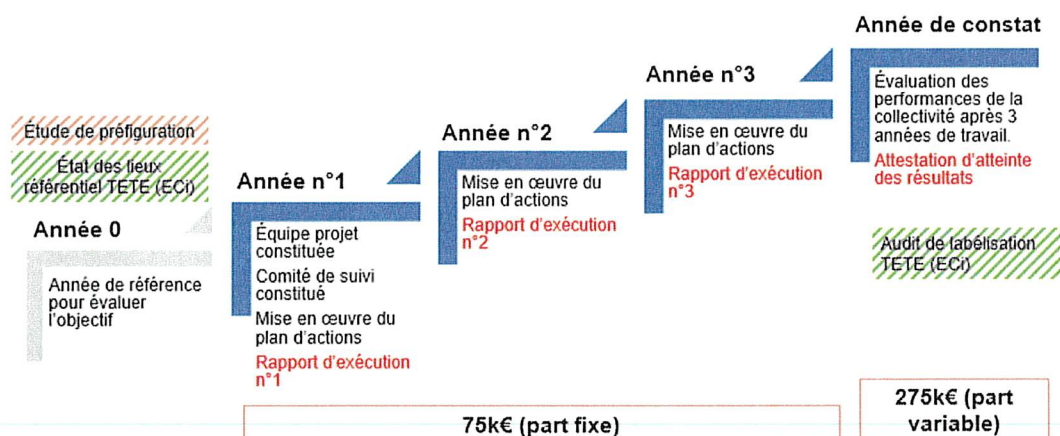 Étude de préfiguration
État des lieux
référentiel TETE (ECi)
Année 0
Année de référence
pour évaluer
l'objectif
Année n°1
Équipe projet
constituée
Comité de suivi
constitué
Mise en œuvre du
plan d'actions
Rapport d'exécution
n°1
Année n°2
Mise en œuvre du
plan d'actions
Rapport d'exécution
n°2
Année n°3
Mise en œuvre du
plan d'actions
Rapport d'exécution
n°3
Année de constat
Évaluation des
performances de la
collectivité après 3
années de travail.
Attestation d'atteinte
des résultats
Audit de labélisation
TETE (ECi)
75k€ (part fixe)
275k€ (part
variable)